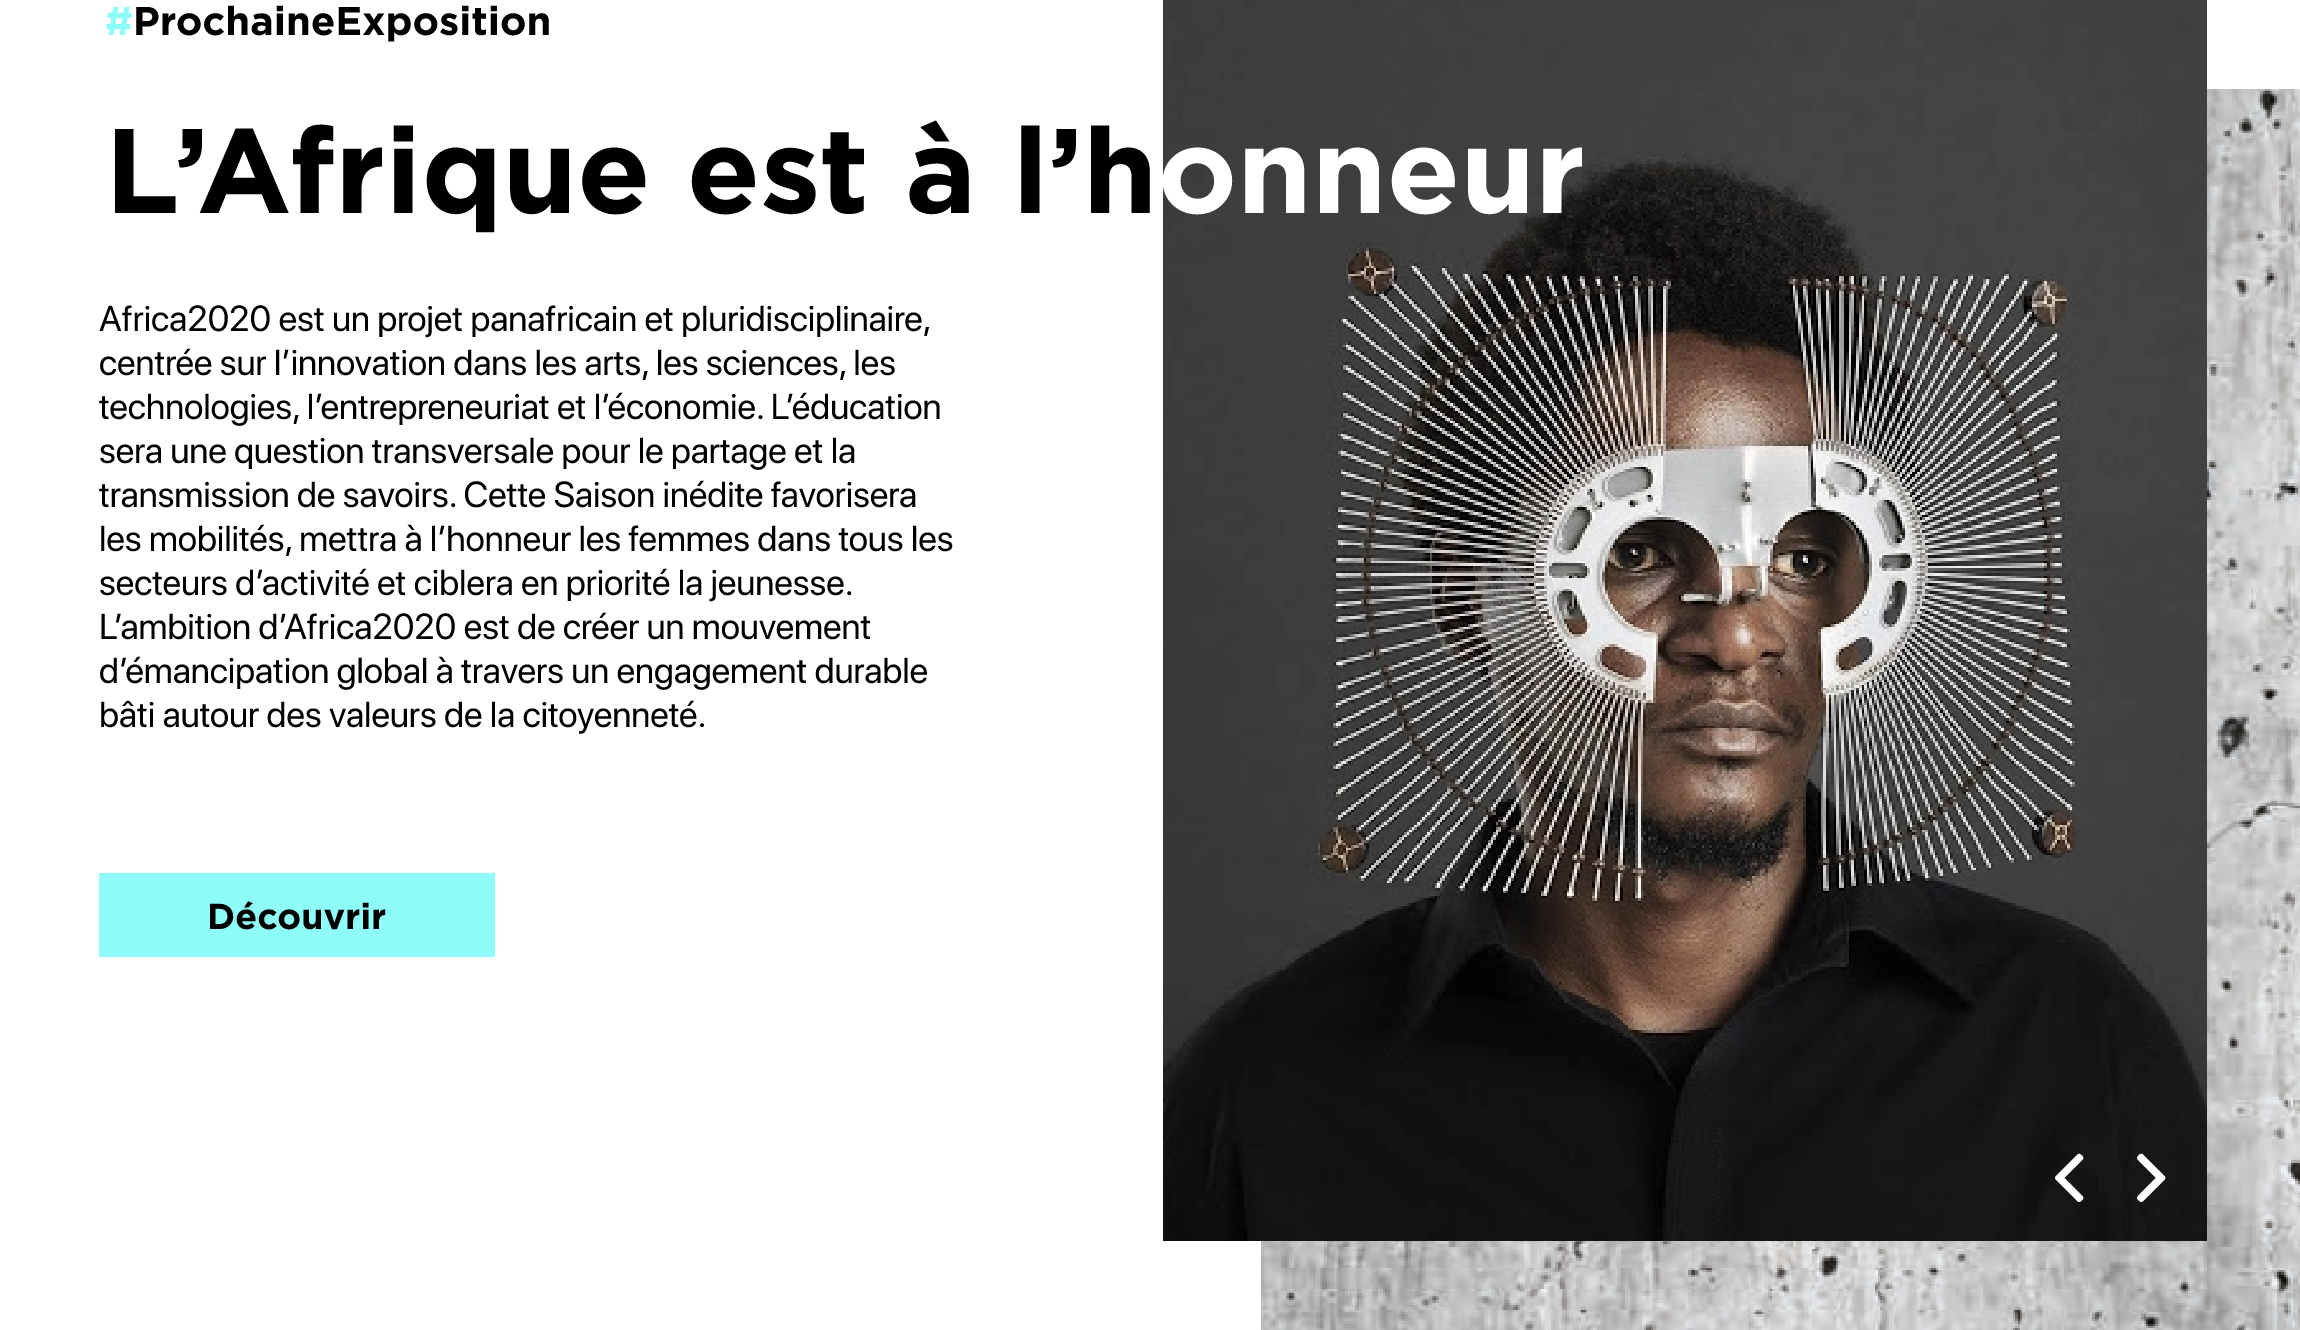 #ProchaineExposition
L’Afrique est à l’honneur
Africa2020 est un projet panafricain et pluridisciplinaire,
centrée sur l’innovation dans les arts, les sciences, les
technologies, l’entrepreneuriat et l’économie. L’éducation
sera une question transversale pour le partage et la
transmission de savoirs. Cette Saison inédite favorisera
les mobilités, mettra à l’honneur les femmes dans tous les
secteurs d’activité et ciblera en priorité la jeunesse.
L’ambition d’Africa2020 est de créer un mouvement
d’émancipation global à travers un engagement durable
bâti autour des valeurs de la citoyenneté.
Découvrir